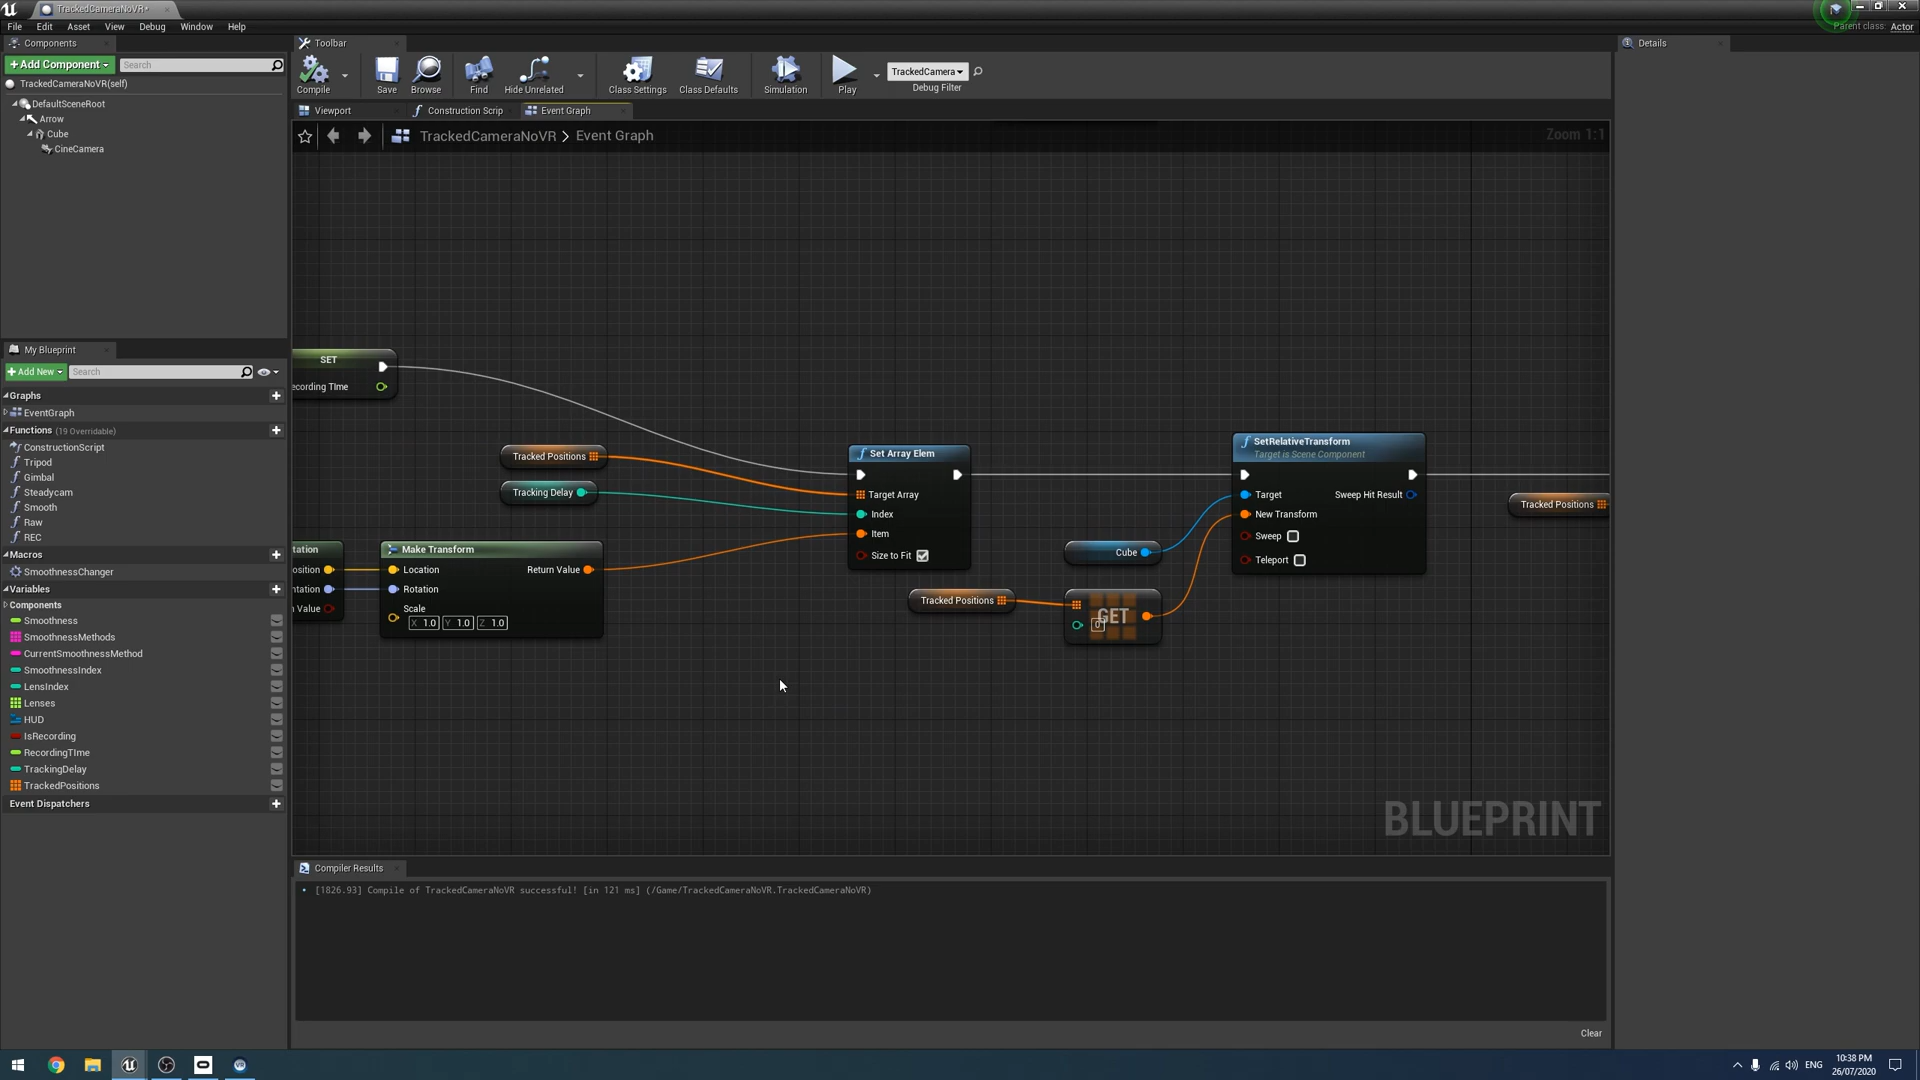 TrackedCameraNoVR*
File Edit Asset View Debug Window Help
Parent class: Actor
Components
Toolbar
Details
+Add Component
Search
TrackedCameraNoVR(self)
DefaultSceneRoot
Arrow
Cube
CineCamera
Compile
Save
Browse
Find
Hide Unrelated
Class Settings
Class Defaults
Simulation
Play
TrackedCamera
Debug Filter
Viewport
Construction Scrip
Event Graph
TrackedCameraNoVR > Event Graph
Zoom 1:1
My Blueprint
+Add New
Search
Graphs
EventGraph
Functions (19 Overridable)
ConstructionScript
Tripod
Gimbal
Steadycam
Smooth
Raw
REC
Macros
SmoothnessChanger
Variables
Components
Smoothness
SmoothnessMethods
CurrentSmoothnessMethod
SmoothnessIndex
LensIndex
Lenses
HUD
IsRecording
RecordingTIme
TrackingDelay
TrackedPositions
Event Dispatchers
SET
ecording TIme
Tracked Positions
Tracking Delay
tation
osition
ntation
n Value
Make Transform
Location
Return Value
Rotation
Scale
X 1.0 Y 1.0 Z 1.0
Set Array Elem
Target Array
Index
Item
Size to Fit
Tracked Positions
Cube
GET
0
SetRelativeTransform
Target is Scene Component
Target
Sweep Hit Result
New Transform
Sweep
Teleport
Tracked Positions
BLUEPRINT
Compiler Results
[1826.93] Compile of TrackedCameraNoVR successful! [in 121 ms] (/Game/TrackedCameraNoVR.TrackedCameraNoVR)
Clear
ENG
10:38 PM
26/07/2020